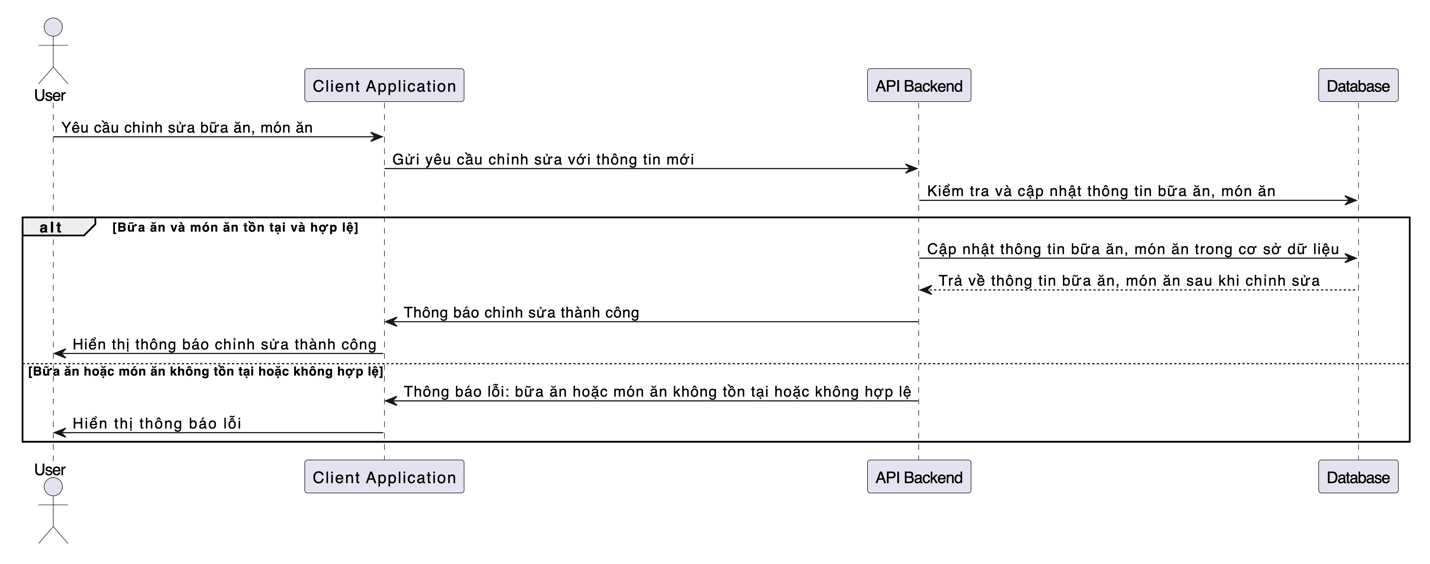 User
Client Application
API Backend
Database
Yêu cầu chỉnh sửa bữa ăn, món ăn
Gửi yêu cầu chỉnh sửa với thông tin mới
Kiểm tra và cập nhật thông tin bữa ăn, món ăn
alt
[Bữa ăn và món ăn tồn tại và hợp lệ]
Cập nhật thông tin bữa ăn, món ăn trong cơ sở dữ liệu
Trả về thông tin bữa ăn, món ăn sau khi chỉnh sửa
Thông báo chỉnh sửa thành công
Hiển thị thông báo chỉnh sửa thành công
[Bữa ăn hoặc món ăn không tồn tại hoặc không hợp lệ]
Thông báo lỗi: bữa ăn hoặc món ăn không tồn tại hoặc không hợp lệ
Hiển thị thông báo lỗi
User
Client Application
API Backend
Database